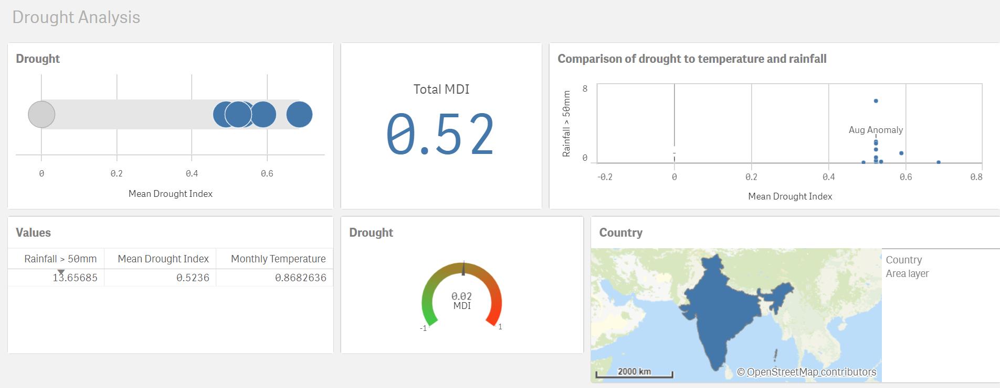 Drought Analysis
Drought
0 0.2 0.4 0.6
Mean Drought Index
Total MDI
0.52
Comparison of drought to temperature and rainfall
Rainfall > 50mm
8
0
Aug Anomaly
-
-0.2 0 0.2 0.4 0.6 0.8
Mean Drought Index
Values
Rainfall > 50mm Mean Drought Index Monthly Temperature
13.65685 0.5236 0.8682636
Drought
0.02
MDI
-1 1
Country
Country
Area layer
2000 km
© OpenStreetMap contributors